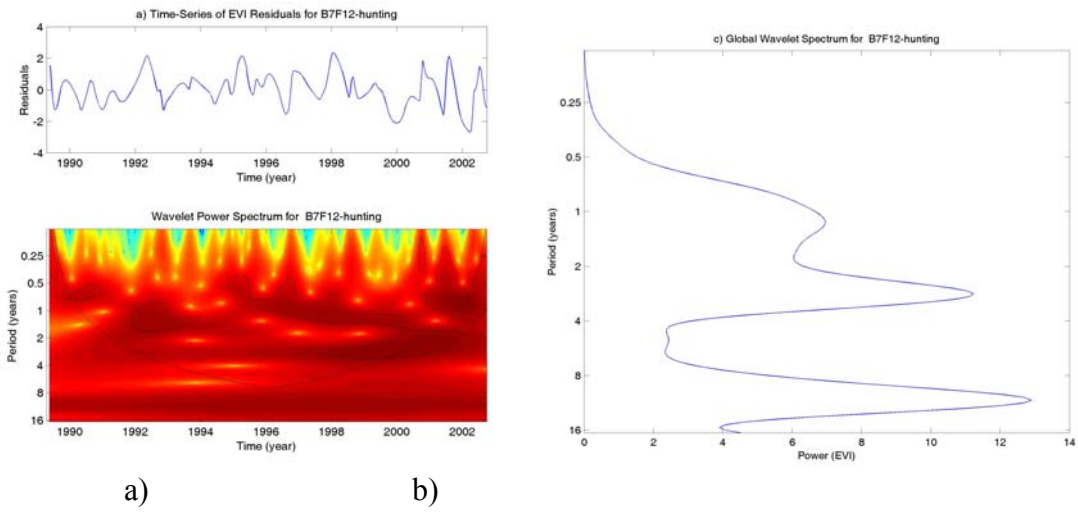 a) Time-Series of EVI Residuals for B7F12-hunting
4
2
0
-2
-4
Residuals
1990 1992 1994 1996 1998 2000 2002
Time (year)
Wavelet Power Spectrum for B7F12-hunting
0.25
0.5
1
2
4
8
16
Period (years)
1990 1992 1994 1996 1998 2000 2002
Time (year)
c) Global Wavelet Spectrum for B7F12-hunting
0.25
0.5
1
2
4
8
16
Period (years)
0 2 4 6 8 10 12 14
Power (EVI)
a) b)